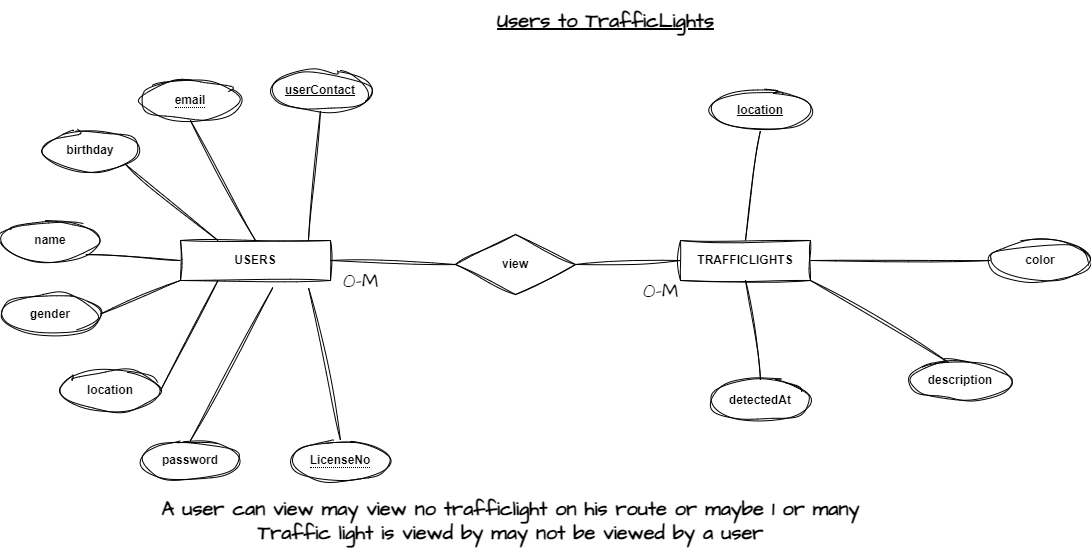 Users to TrafficLights
userContact
email
location
birthday
name
color
USERS
view
TRAFFICLIGHTS
O-M
O-M
gender
location
description
detectedAt
password
LicenseNo
A user can view may view no trafficlight on his route or maybe 1 or many
Traffic light is viewd by may not be viewed by a user